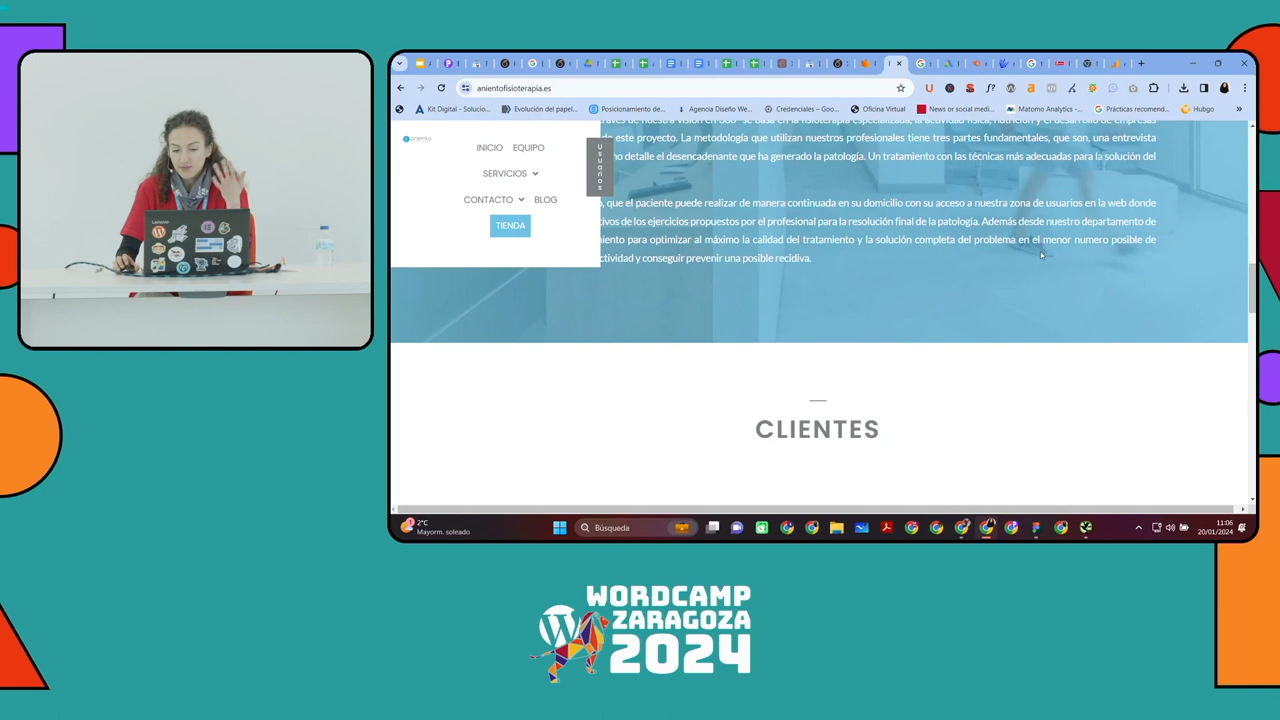 anientofisioterapia.es
Kit Digital - Solucio...
Evolución del papel...
Posicionamiento de...
Agencia Diseño We...
Credenciales – Goo...
Oficina Virtual
News or social medi...
Matomo Analytics -...
Prácticas recomend...
Hubgo
»
INICIO EQUIPO
SERVICIOS
CONTACTO BLOG
TIENDA
Usuarios
de este proyecto. La metodología que utilizan nuestros profesionales tiene tres partes fundamentales, que son, una entrevista
no detalle el desencadenante que ha generado la patología. Un tratamiento con las técnicas más adecuadas para la solución del
, que el paciente puede realizar de manera continuada en su domicilio con su acceso a nuestra zona de usuarios en la web donde
tivos de los ejercicios propuestos por el profesional para la resolución final de la patología. Además desde nuestro departamento de
miento para optimizar al máximo la calidad del tratamiento y la solución completa del problema en el menor numero posible de
ctividad y conseguir prevenir una posible recidiva.
CLIENTES
2°C
Mayorm. soleado
Búsqueda
11:06
20/01/2024
Lenovo
WORDCAMP
ZARAGOZA
2024